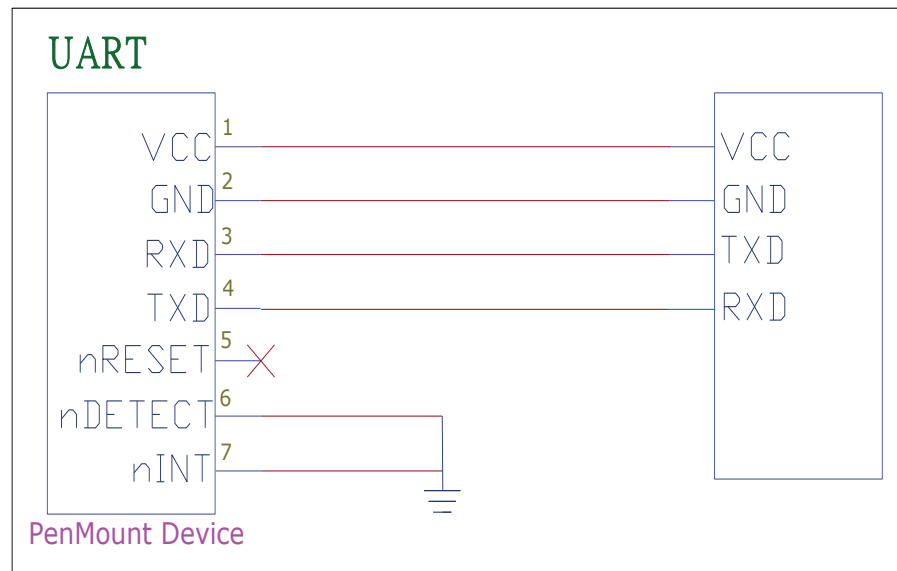 UART
1
VCC
VCC
2
GND
GND
3
RXD
TXD
4
TXD
RXD
5
nRESET
6
nDETECT
7
nINT
PenMount Device